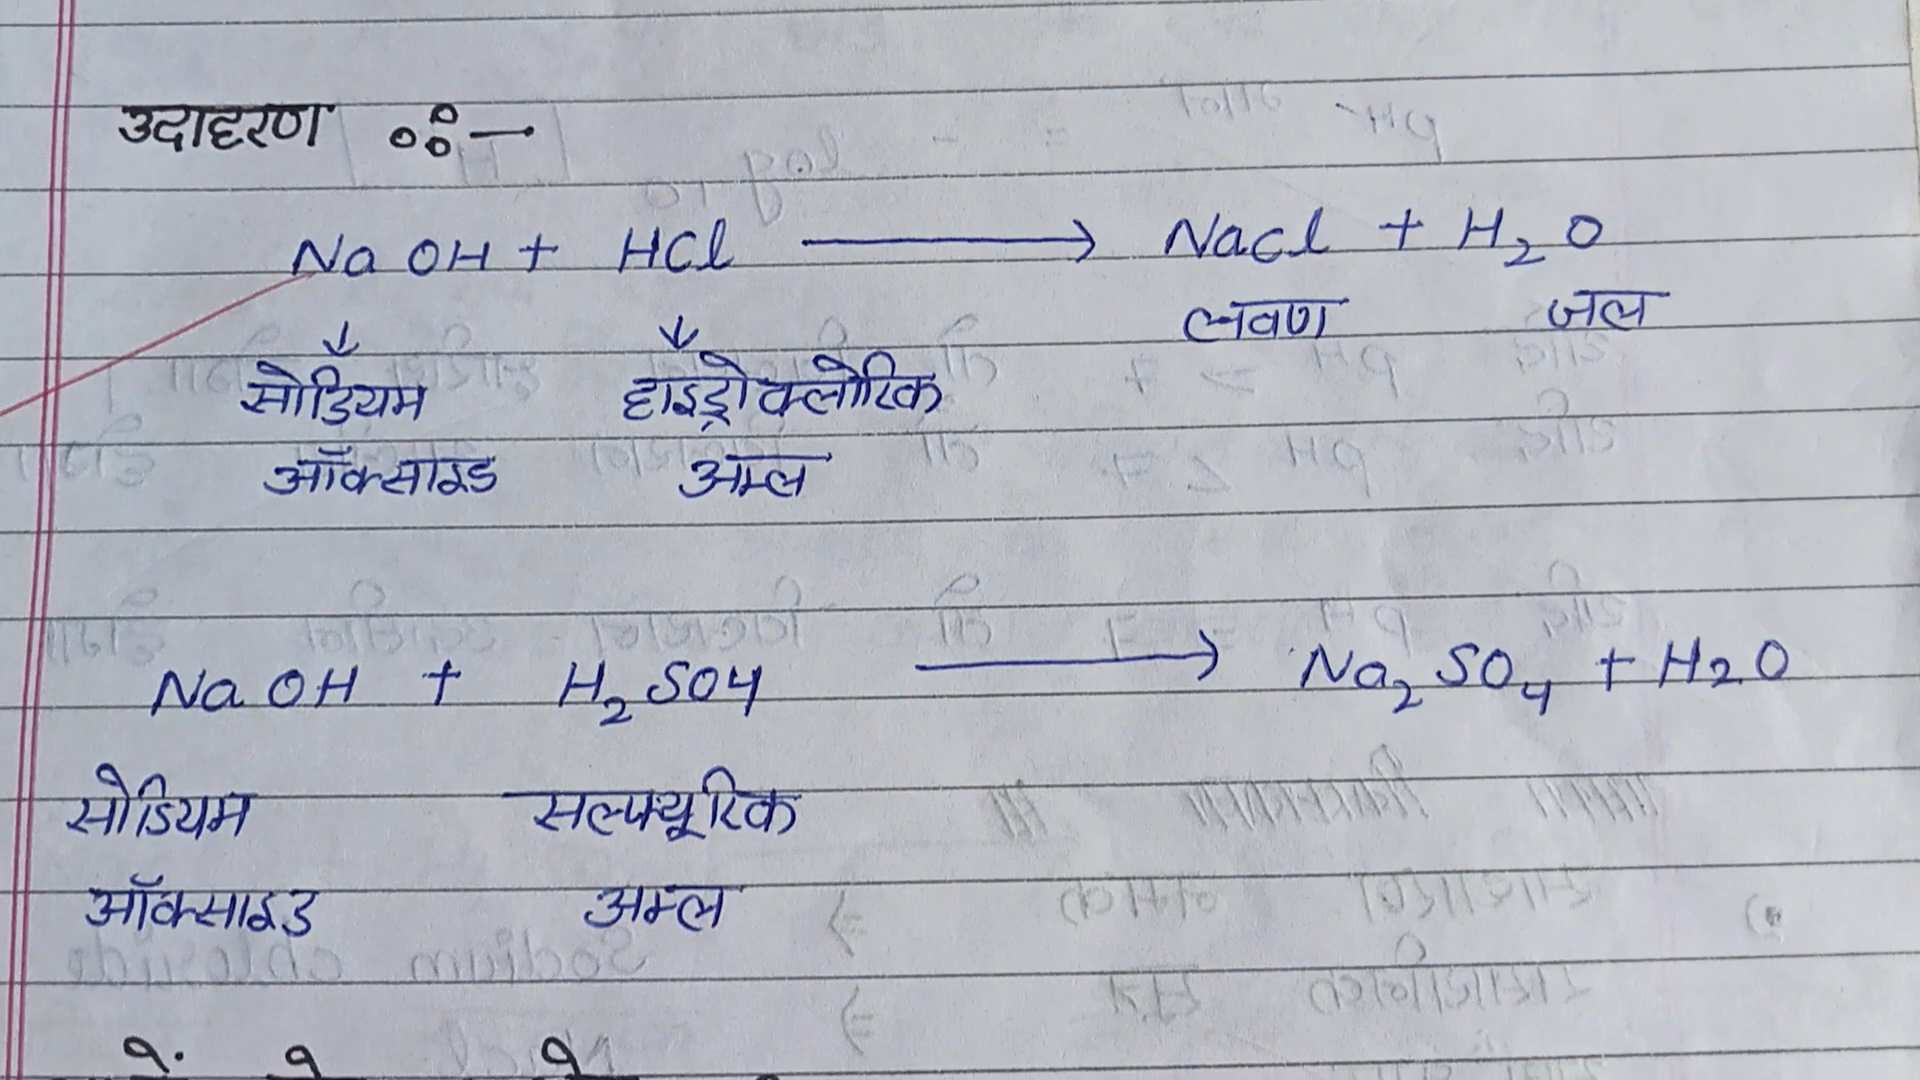 उदाहरण :-
NaOH + HCl ⟶ NaCl + H₂O
लवण जल
↓ ↓
सोडियम हाइड्रोक्लोरिक
ऑक्साइड अम्ल
NaOH + H₂SO4 ⟶ Na₂SO₄ + H2O
सोडियम सल्फ्यूरिक
ऑक्साइड अम्ल